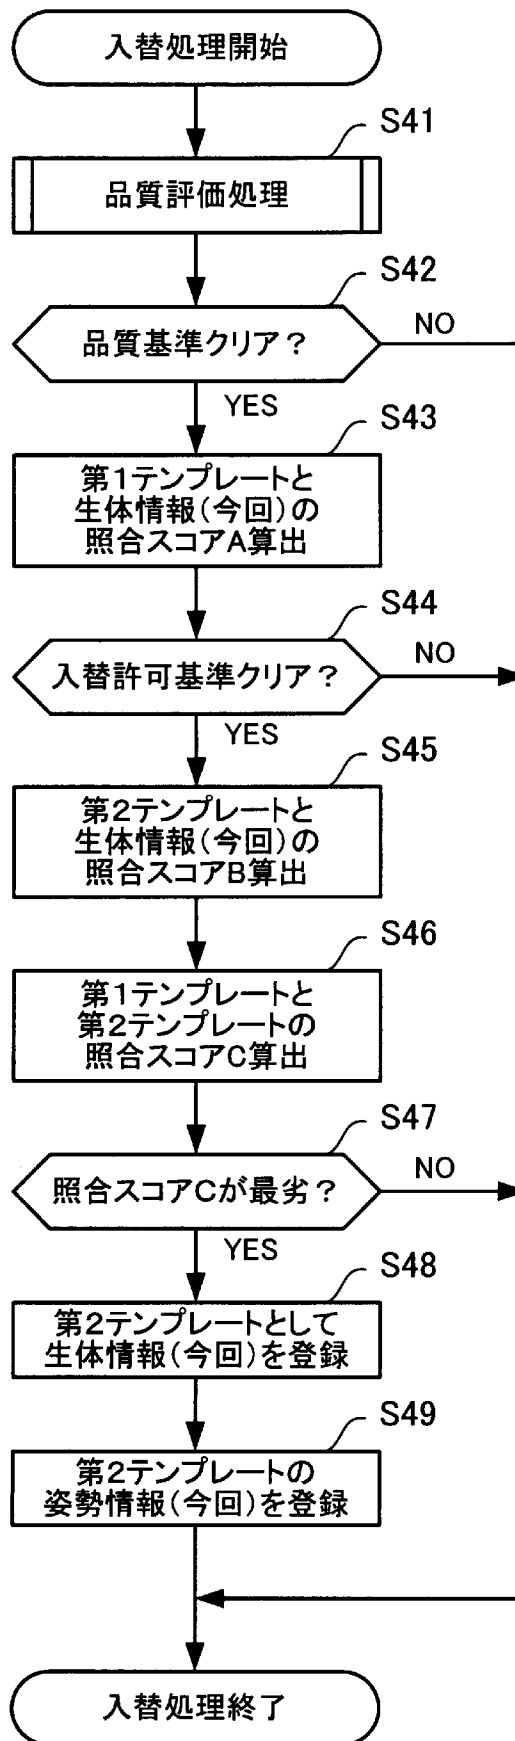 入替処理開始
S41
品質評価処理
S42
品質基準クリア？
NO
YES
S43
第1テンプレートと
生体情報(今回)の
照合スコアA算出
S44
入替許可基準クリア？
NO
YES
S45
第2テンプレートと
生体情報(今回)の
照合スコアB算出
S46
第1テンプレートと
第2テンプレートの
照合スコアC算出
S47
照合スコアCが最劣？
NO
YES
S48
第2テンプレートとして
生体情報(今回)を登録
S49
第2テンプレートの
姿勢情報(今回)を登録
入替処理終了